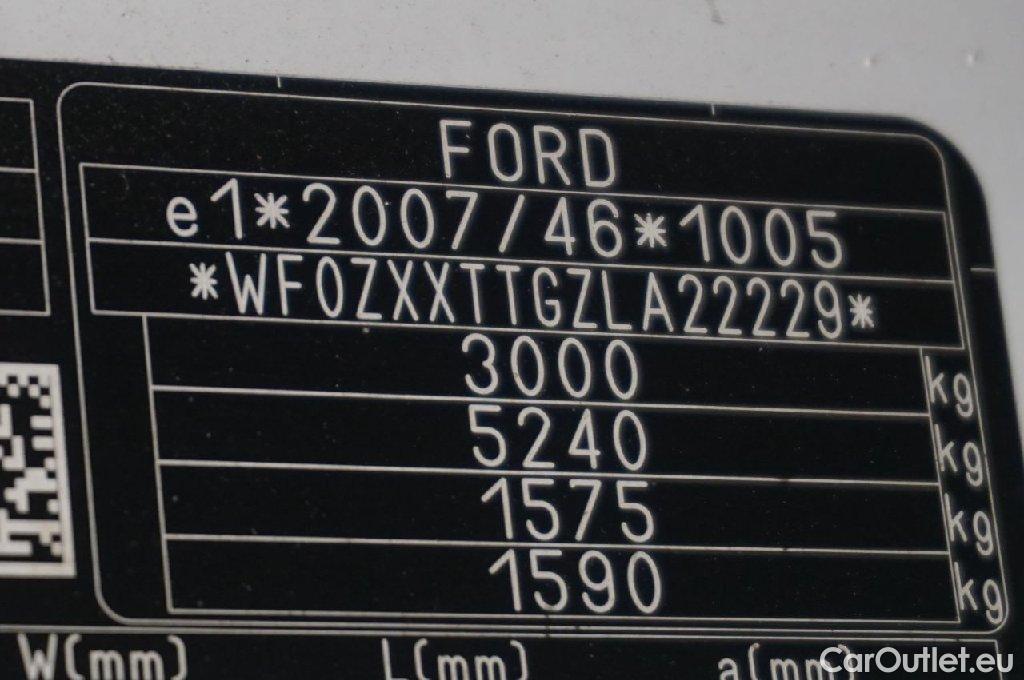 FORD
e1*2007/46*1005
*WF0ZXXTTGZLA22229*
3000 kg
5240 kg
1575 kg
1590 kg
W(mm) L(mm) a(mm)
CarOutlet.eu